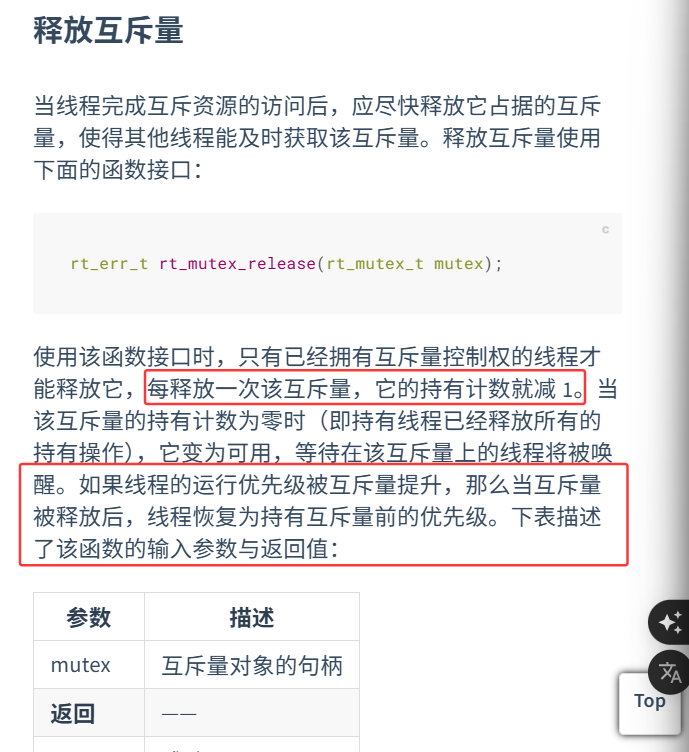 释放互斥量
当线程完成互斥资源的访问后，应尽快释放它占据的互斥
量，使得其他线程能及时获取该互斥量。释放互斥量使用
下面的函数接口：
c
rt_err_t rt_mutex_release(rt_mutex_t mutex);
使用该函数接口时，只有已经拥有互斥量控制权的线程才
能释放它，每释放一次该互斥量，它的持有计数就减 1。当
该互斥量的持有计数为零时（即持有线程已经释放所有的
持有操作），它变为可用，等待在该互斥量上的线程将被唤
醒。如果线程的运行优先级被互斥量提升，那么当互斥量
被释放后，线程恢复为持有互斥量前的优先级。下表描述
了该函数的输入参数与返回值：
参数 描述
mutex 互斥量对象的句柄
返回 ——
Top